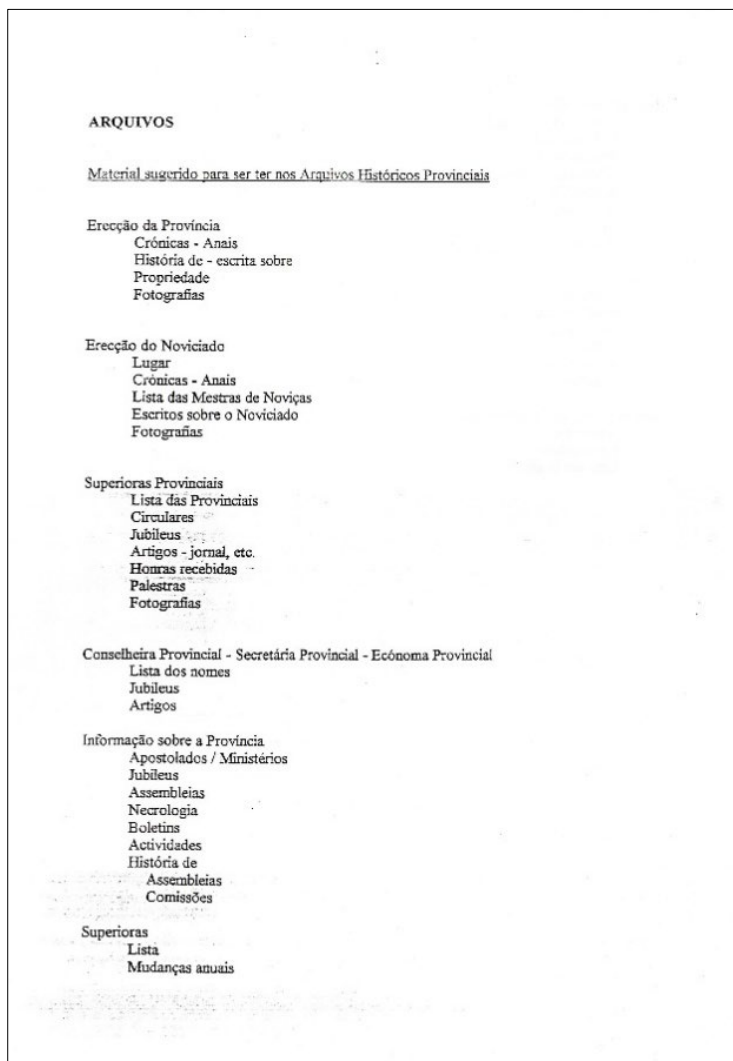 ARQUIVOS
Material sugerido para ser ter nos Arquivos Históricos Provinciais
Erecção da Província
Crónicas - Anais
História de - escrita sobre
Propriedade
Fotografias
Erecção do Noviciado
Lugar
Crónicas - Anais
Lista das Mestras de Noviças
Escritos sobre o Noviciado
Fotografias
Superioras Provinciais
Lista das Provinciais
Circulares
Jubileus
Artigos - jornal, etc.
Honras recebidas
Palestras
Fotografias
Conselheira Provincial - Secretária Provincial - Ecónoma Provincial
Lista dos nomes
Jubileus
Artigos
Informação sobre a Província
Apostolados / Ministérios
Jubileus
Assembleias
Necrologia
Boletins
Actividades
História de
Assembleias
Comissões
Superioras
Lista
Mudanças anuais